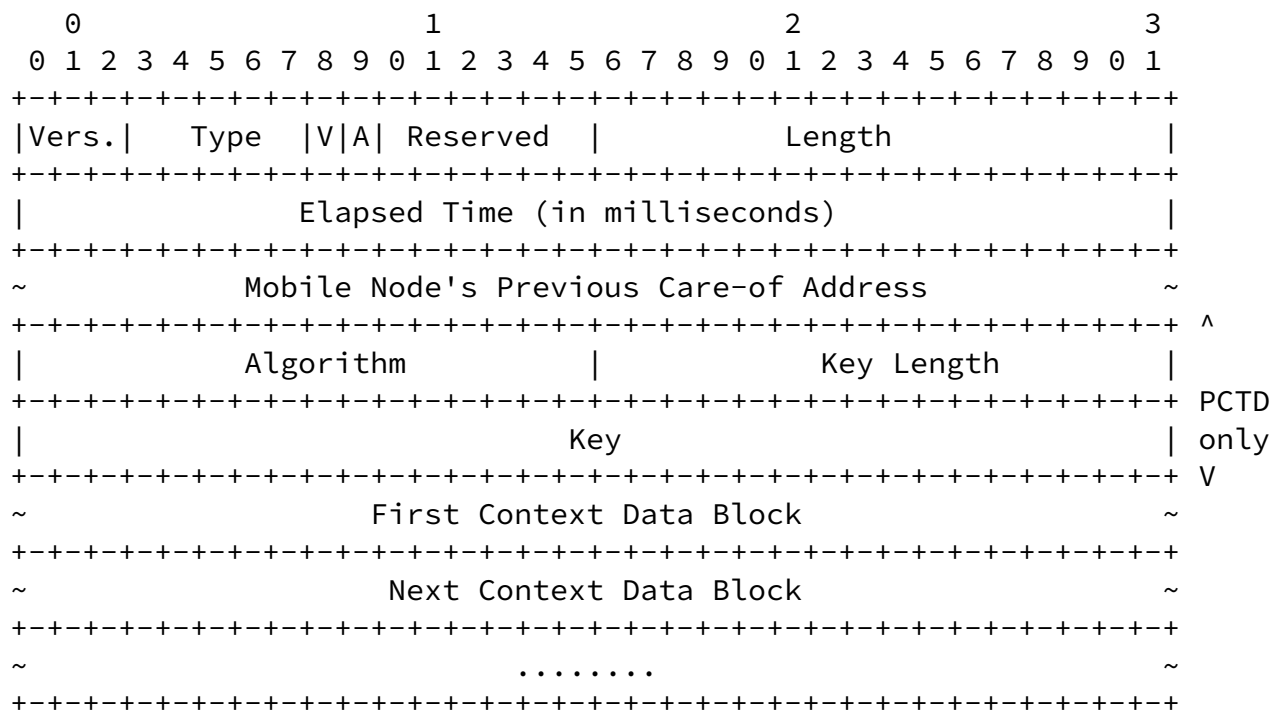 0                   1                   2                   3
 0 1 2 3 4 5 6 7 8 9 0 1 2 3 4 5 6 7 8 9 0 1 2 3 4 5 6 7 8 9 0 1
+-+-+-+-+-+-+-+-+-+-+-+-+-+-+-+-+-+-+-+-+-+-+-+-+-+-+-+-+-+-+-+-+
|Vers.|   Type  |V|A| Reserved  |          Length               |
+-+-+-+-+-+-+-+-+-+-+-+-+-+-+-+-+-+-+-+-+-+-+-+-+-+-+-+-+-+-+-+-+
|               Elapsed Time (in milliseconds)                  |
+-+-+-+-+-+-+-+-+-+-+-+-+-+-+-+-+-+-+-+-+-+-+-+-+-+-+-+-+-+-+-+-+
~            Mobile Node's Previous Care-of Address             ~
+-+-+-+-+-+-+-+-+-+-+-+-+-+-+-+-+-+-+-+-+-+-+-+-+-+-+-+-+-+-+-+-+ ^
|            Algorithm          |            Key Length         |
+-+-+-+-+-+-+-+-+-+-+-+-+-+-+-+-+-+-+-+-+-+-+-+-+-+-+-+-+-+-+-+-+ PCTD
|                              Key                              | only
+-+-+-+-+-+-+-+-+-+-+-+-+-+-+-+-+-+-+-+-+-+-+-+-+-+-+-+-+-+-+-+-+ V
~                   First Context Data Block                    ~
+-+-+-+-+-+-+-+-+-+-+-+-+-+-+-+-+-+-+-+-+-+-+-+-+-+-+-+-+-+-+-+-+
~                    Next Context Data Block                    ~
+-+-+-+-+-+-+-+-+-+-+-+-+-+-+-+-+-+-+-+-+-+-+-+-+-+-+-+-+-+-+-+-+
~                           ........                            ~
+-+-+-+-+-+-+-+-+-+-+-+-+-+-+-+-+-+-+-+-+-+-+-+-+-+-+-+-+-+-+-+-+